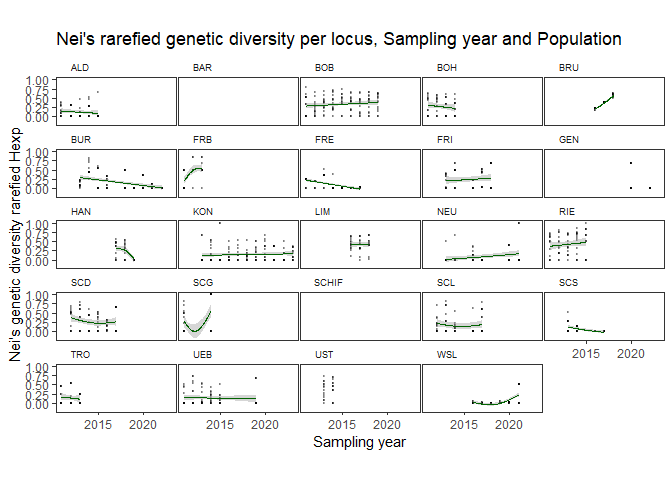 Nei's rarefied genetic diversity per locus, Sampling year and Population
Nei's genetic diversity rarefied Hexp
ALD BAR BOB BOH BRU
1.00
0.75
0.50
0.25
0.00
BUR FRB FRE FRI GEN
1.00
0.75
0.50
0.25
0.00
HAN KON LIM NEU RIE
1.00
0.75
0.50
0.25
0.00
SCD SCG SCHIF SCL SCS
1.00
0.75
0.50
0.25
0.00
2015 2020
TRO UEB UST WSL
1.00
0.75
0.50
0.25
0.00
2015 2020 2015 2020 2015 2020 2015 2020
Sampling year